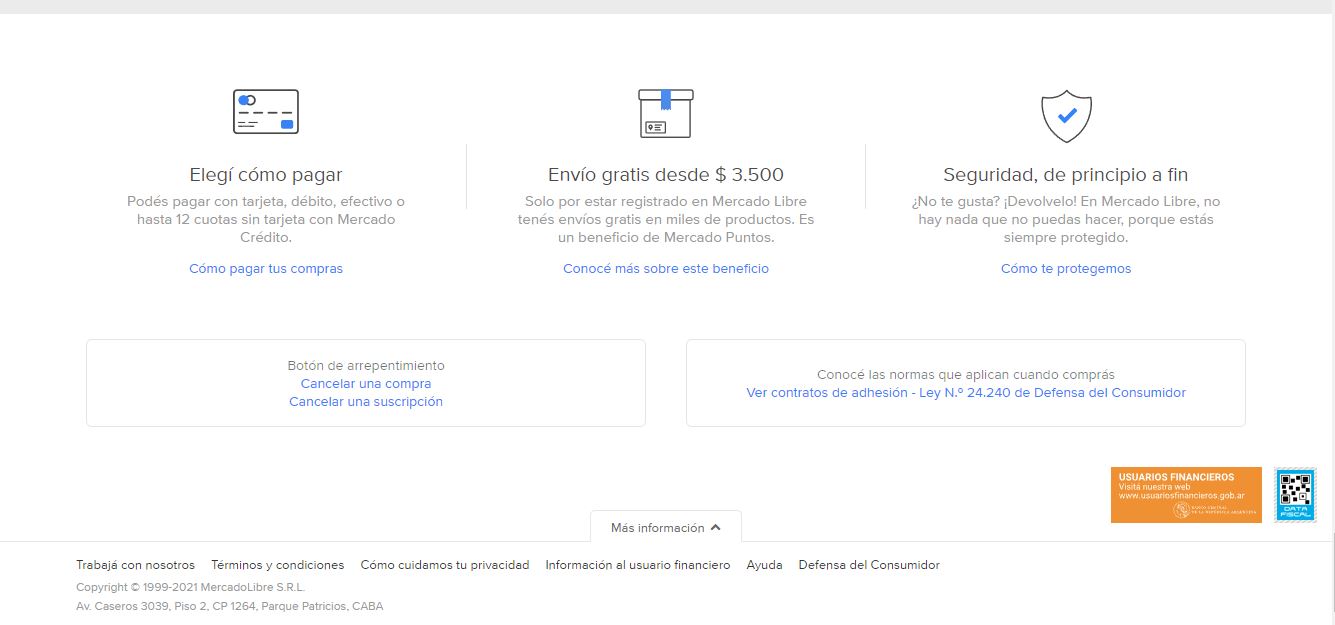 Elegí cómo pagar
Podés pagar con tarjeta, débito, efectivo o
hasta 12 cuotas sin tarjeta con Mercado
Crédito.
Cómo pagar tus compras
Envío gratis desde $ 3.500
Solo por estar registrado en Mercado Libre
tenés envíos gratis en miles de productos. Es
un beneficio de Mercado Puntos.
Conocé más sobre este beneficio
Seguridad, de principio a fin
¿No te gusta? ¡Devolvelo! En Mercado Libre, no
hay nada que no puedas hacer, porque estás
siempre protegido.
Cómo te protegemos
Botón de arrepentimiento
Cancelar una compra
Cancelar una suscripción
Conocé las normas que aplican cuando comprás
Ver contratos de adhesión - Ley N.º 24.240 de Defensa del Consumidor
USUARIOS FINANCIEROS
Visitá nuestra web
www.usuariosfinancieros.gob.ar
BANCO CENTRAL
DE LA REPÚBLICA ARGENTINA
DATA
FISCAL
Más información
Trabajá con nosotros Términos y condiciones Cómo cuidamos tu privacidad Información al usuario financiero Ayuda Defensa del Consumidor
Copyright © 1999-2021 MercadoLibre S.R.L.
Av. Caseros 3039, Piso 2, CP 1264, Parque Patricios, CABA